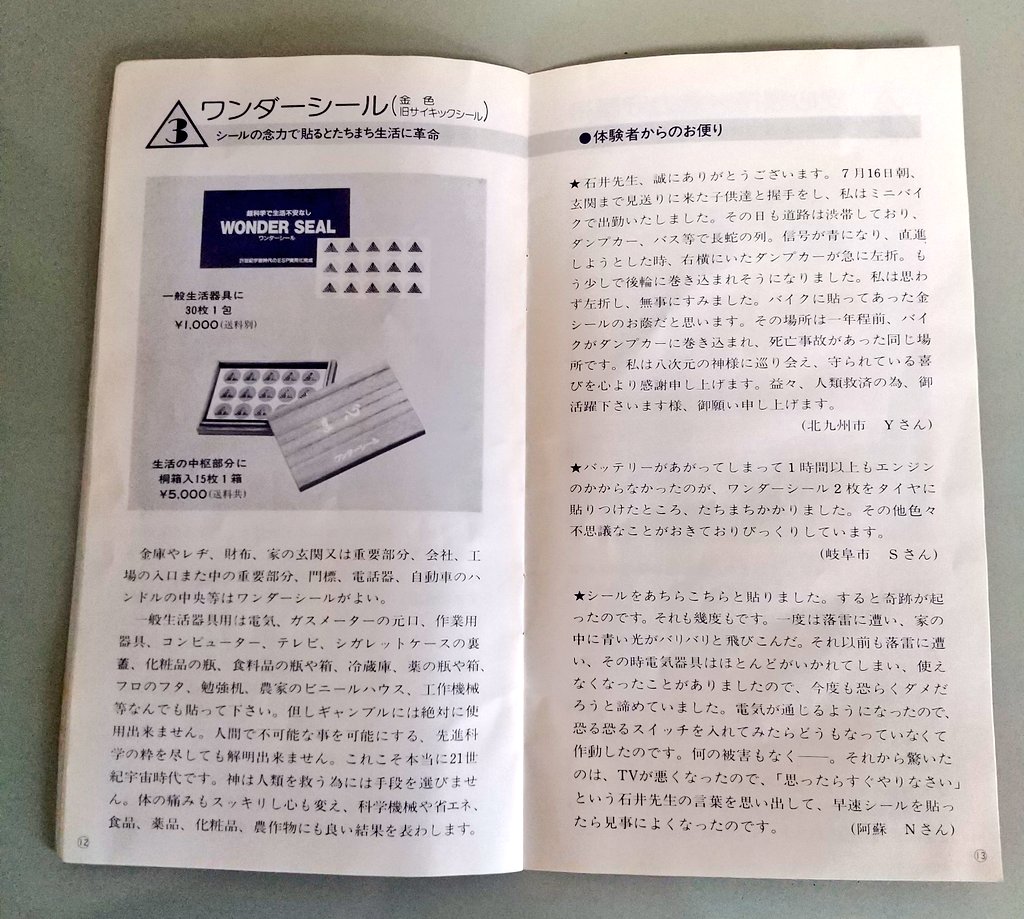 3
ワンダーシール(金色
旧サイキックシール)
シールの念力で貼るとたちまち生活に革命
超科学で生活不安なし
WONDER SEAL
ワンダーシール
一般生活器具に
30枚1包
¥1,000(送料別)
生活の中枢部分に
桐箱入15枚1箱
¥5,000(送料共)
金庫やレヂ、財布、家の玄関又は重要部分、会社、工
場の入口また中の重要部分、門標、電話器、自動車のハ
ンドルの中央等はワンダーシールがよい。
一般生活器具用は電気、ガスメーターの元口、作業用
器具、コンピューター、テレビ、シガレットケースの裏
蓋、化粧品の瓶、食料品の瓶や箱、冷蔵庫、薬の瓶や箱、
フロのフタ、勉強机、農家のビニールハウス、工作機械
等なんでも貼って下さい。但しギャンブルには絶対に使
用出来ません。人間で不可能な事を可能にする、先進科
学の粋を尽しても解明出来ません。これこそ本当に21世
紀宇宙時代です。神は人類を救う為には手段を選びませ
ん。体の痛みもスッキリし心も変え、科学機械や省エネ、
食品、薬品、化粧品、農作物にも良い結果を表わします。
⑫
●体験者からのお便り
★石井先生、誠にありがとうございます。7月16日朝、
玄関まで見送りに来た子供達と握手をし、私はミニバイ
クで出勤いたしました。その日も道路は渋帯しており、
ダンプカー、バス等で長蛇の列。信号が青になり、直進
しようとした時、右横にいたダンプカーが急に左折。も
う少しで後輪に巻き込まれそうになりました。私は思わ
ず左折し、無事にすみました。バイクに貼ってあった金
シールのお蔭だと思います。その場所は一年程前、バイ
クがダンプカーに巻き込まれ、死亡事故があった同じ場
所です。私は八次元の神様に巡り会え、守られている喜
びを心より感謝申し上げます。益々、人類救済の為、御
活躍下さいます様、御願い申し上げます。
(北九州市 Yさん)
★バッテリーがあがってしまって1時間以上もエンジン
のかからなかったのが、ワンダーシール2枚をタイヤに
貼りつけたところ、たちまちかかりました。その他色々
不思議なことがおきておりびっくりしています。
(岐阜市 Sさん)
★シールをあちらこちらと貼りました。すると奇跡が起
ったのです。それも幾度もです。一度は落雷に遭い、家の
中に青い光がバリバリと飛びこんだ。それ以前も落雷に遭
い、その時電気器具はほとんどがいかれてしまい、使え
なくなったことがありましたので、今度も恐らくダメだ
ろうと諦めていました。電気が通じるようになったので、
恐る恐るスイッチを入れてみたらどうもなっていなくて
作動したのです。何の被害もなく――。それから驚いた
のは、TVが悪くなったので、「思ったらすぐやりなさい」
という石井先生の言葉を思い出して、早速シールを貼っ
たら見事によくなったのです。 (阿蘇 Nさん)
⑬